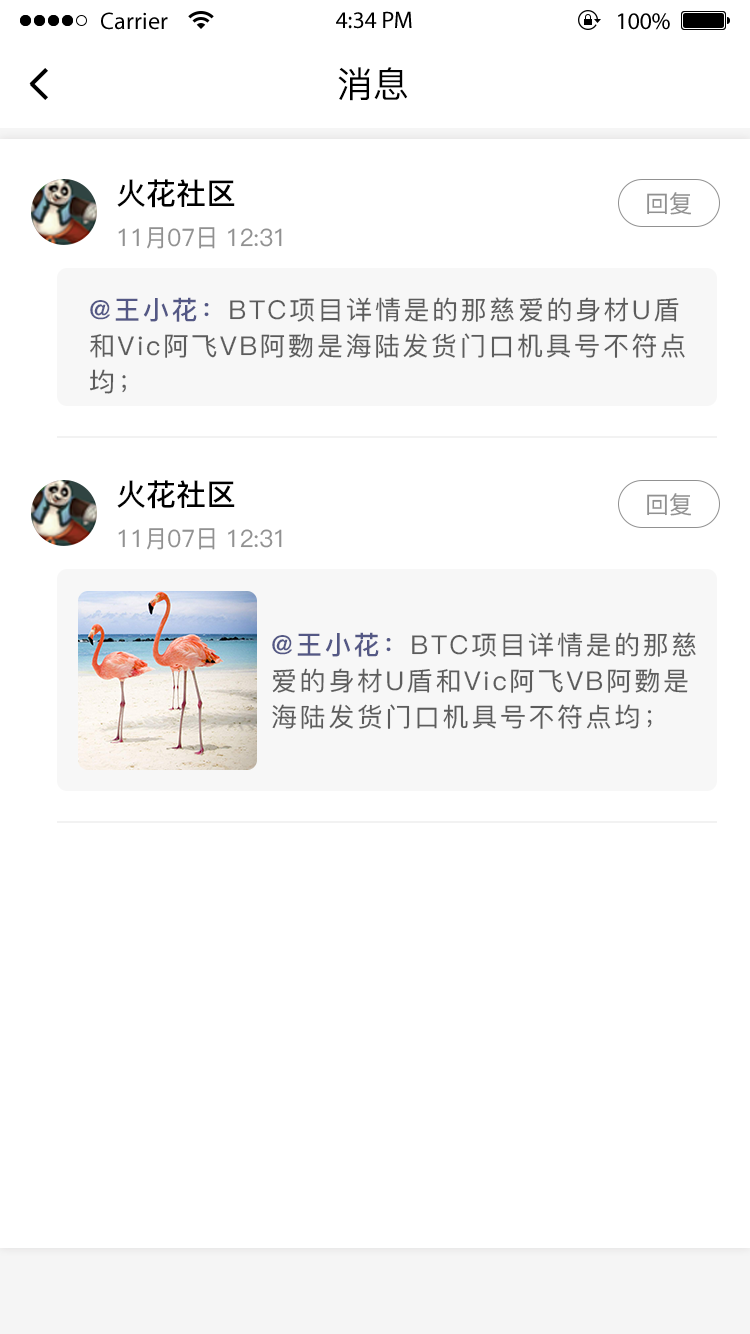 Carrier
4:34 PM
100%
消息
火花社区
回复
11月07日 12:31
@王小花：BTC项目详情是的那慈爱的身材U盾
和Vic阿飞VB阿覅是海陆发货门口机具号不符点
均；
火花社区
回复
11月07日 12:31
@王小花：BTC项目详情是的那慈
爱的身材U盾和Vic阿飞VB阿覅是
海陆发货门口机具号不符点均；